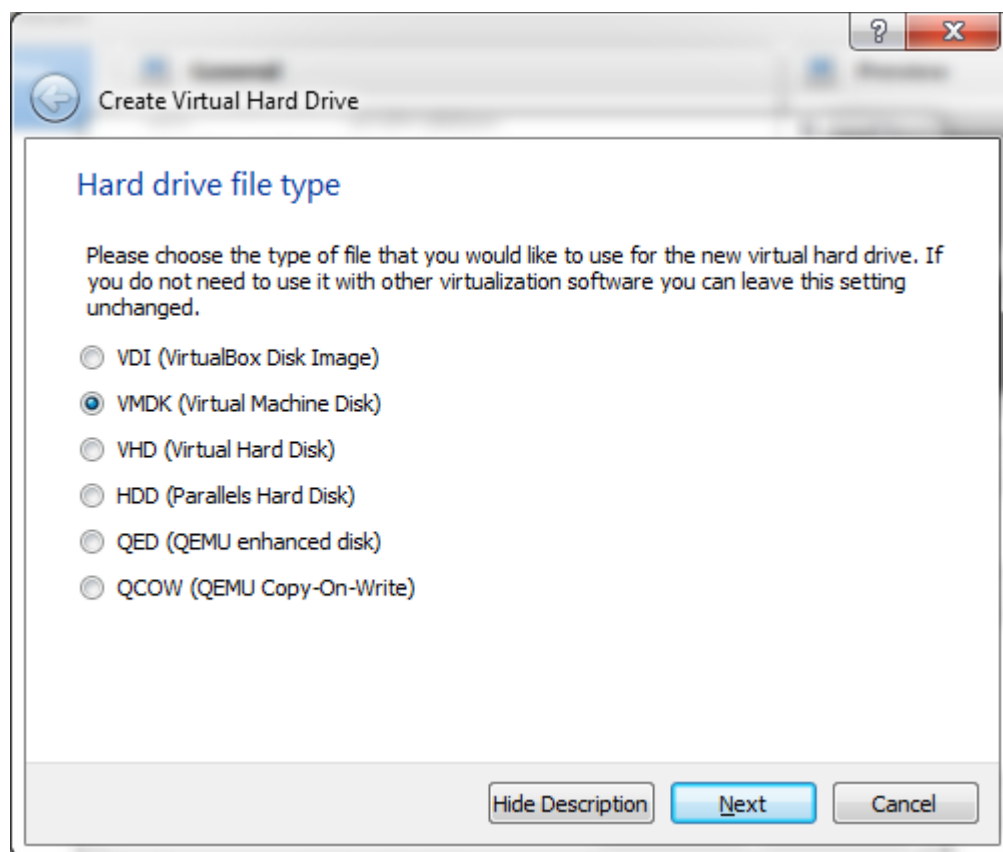 General
Preview
Create Virtual Hard Drive
Hard drive file type
Please choose the type of file that you would like to use for the new virtual hard drive. If
you do not need to use it with other virtualization software you can leave this setting
unchanged.
VDI (VirtualBox Disk Image)
VMDK (Virtual Machine Disk)
VHD (Virtual Hard Disk)
HDD (Parallels Hard Disk)
QED (QEMU enhanced disk)
QCOW (QEMU Copy-On-Write)
Hide Description
Next
Cancel